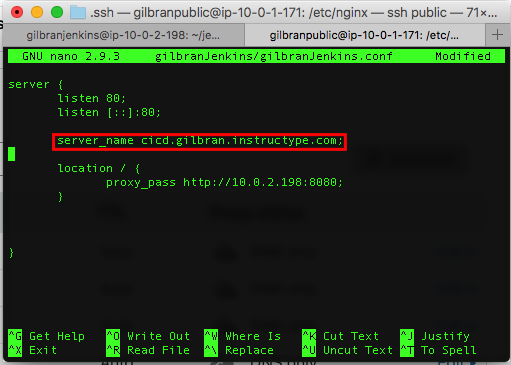 .ssh — gilbranpublic@ip-10-0-1-171: /etc/nginx — ssh public — 71×...
gilbranjenkins@ip-10-0-2-198: ~/je...
gilbranpublic@ip-10-0-1-171: /etc/...
GNU nano 2.9.3 gilbranJenkins/gilbranJenkins.conf Modified
server {
listen 80;
listen [::]:80;
server_name cicd.gilbran.instructype.com;
location / {
proxy_pass http://10.0.2.198:8080;
}
}
^G Get Help ^O Write Out ^W Where Is ^K Cut Text ^J Justify
^X Exit ^R Read File ^\ Replace ^U Uncut Text ^T To Spell